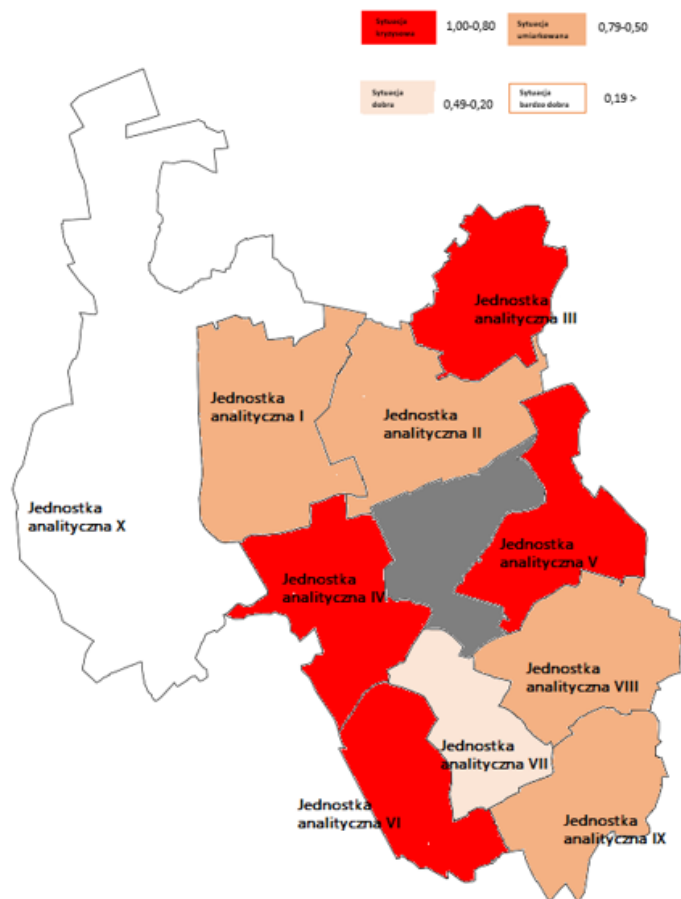 Sytuacja
kryzysowa
1,00-0,80
Sytuacja
umiarkowana
0,79-0,50
Sytuacja
dobra
0,49-0,20
Sytuacja
bardzo dobra
0,19 >
Jednostka
analityczna III
Jednostka
analityczna I
Jednostka
analityczna II
Jednostka
analityczna X
Jednostka
analityczna V
Jednostka
analityczna IV
Jednostka
analityczna VIII
Jednostka
analityczna VII
Jednostka
analityczna VI
Jednostka
analityczna IX